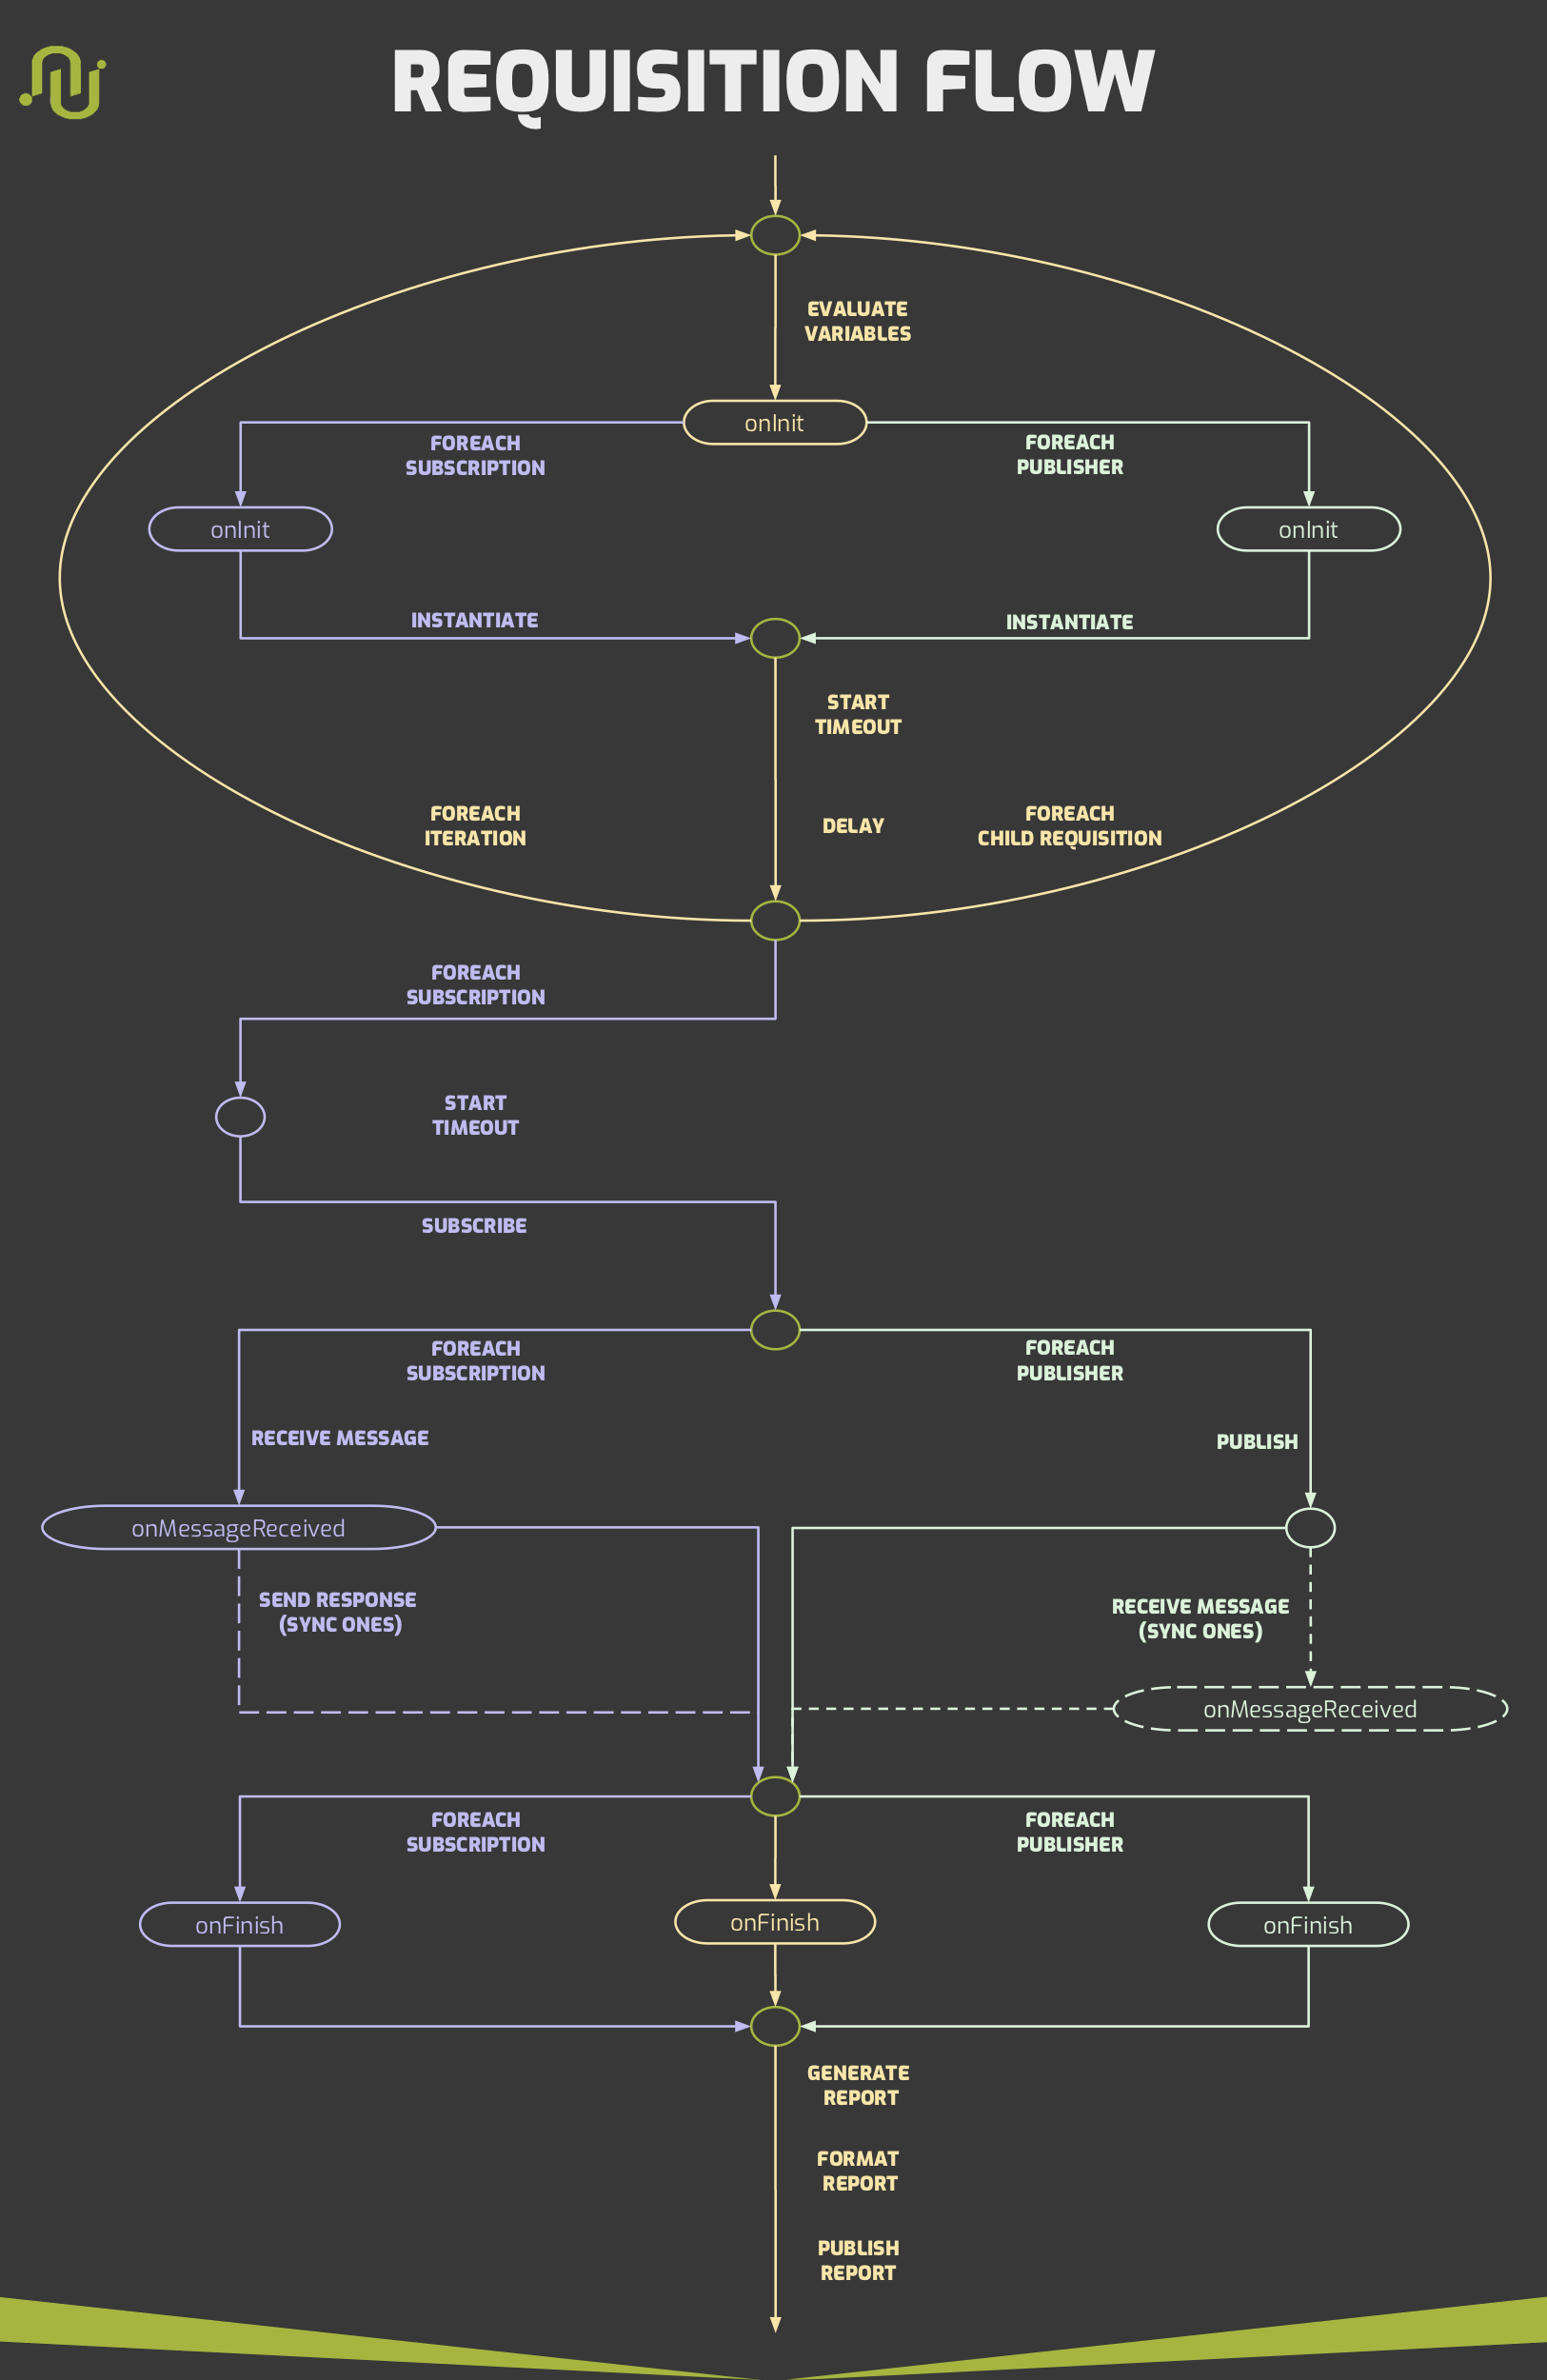 REQUISITION FLOW
EVALUATE
VARIABLES
onInit
FOREACH
SUBSCRIPTION
FOREACH
PUBLISHER
onInit
onInit
INSTANTIATE
INSTANTIATE
START
TIMEOUT
FOREACH
ITERATION
DELAY
FOREACH
CHILD REQUISITION
FOREACH
SUBSCRIPTION
START
TIMEOUT
SUBSCRIBE
FOREACH
SUBSCRIPTION
FOREACH
PUBLISHER
RECEIVE MESSAGE
PUBLISH
onMessageReceived
SEND RESPONSE
(SYNC ONES)
RECEIVE MESSAGE
(SYNC ONES)
onMessageReceived
FOREACH
SUBSCRIPTION
FOREACH
PUBLISHER
onFinish
onFinish
onFinish
GENERATE
REPORT
FORMAT
REPORT
PUBLISH
REPORT